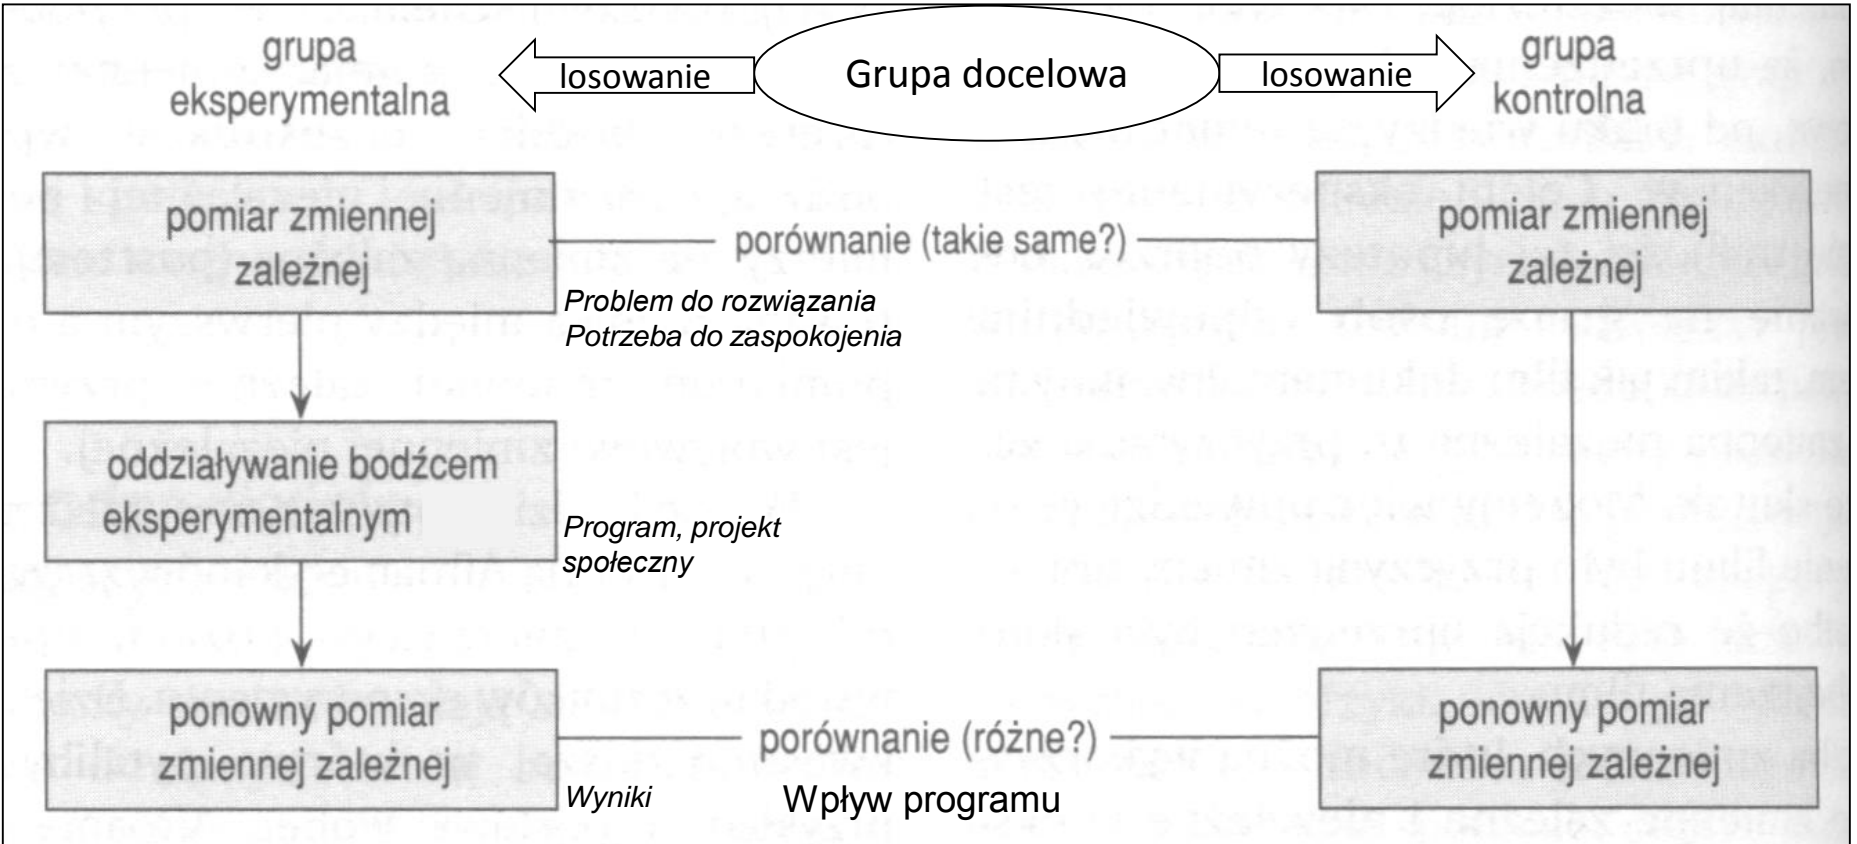 grupa
eksperymentalna
losowanie
Grupa docelowa
losowanie
grupa
kontrolna
pomiar zmiennej
zależnej
porównanie (takie same?)
pomiar zmiennej
zależnej
Problem do rozwiązania
Potrzeba do zaspokojenia
oddziaływanie bodźcem
eksperymentalnym
Program, projekt
społeczny
ponowny pomiar
zmiennej zależnej
Wyniki
porównanie (różne?)
Wpływ programu
ponowny pomiar
zmiennej zależnej